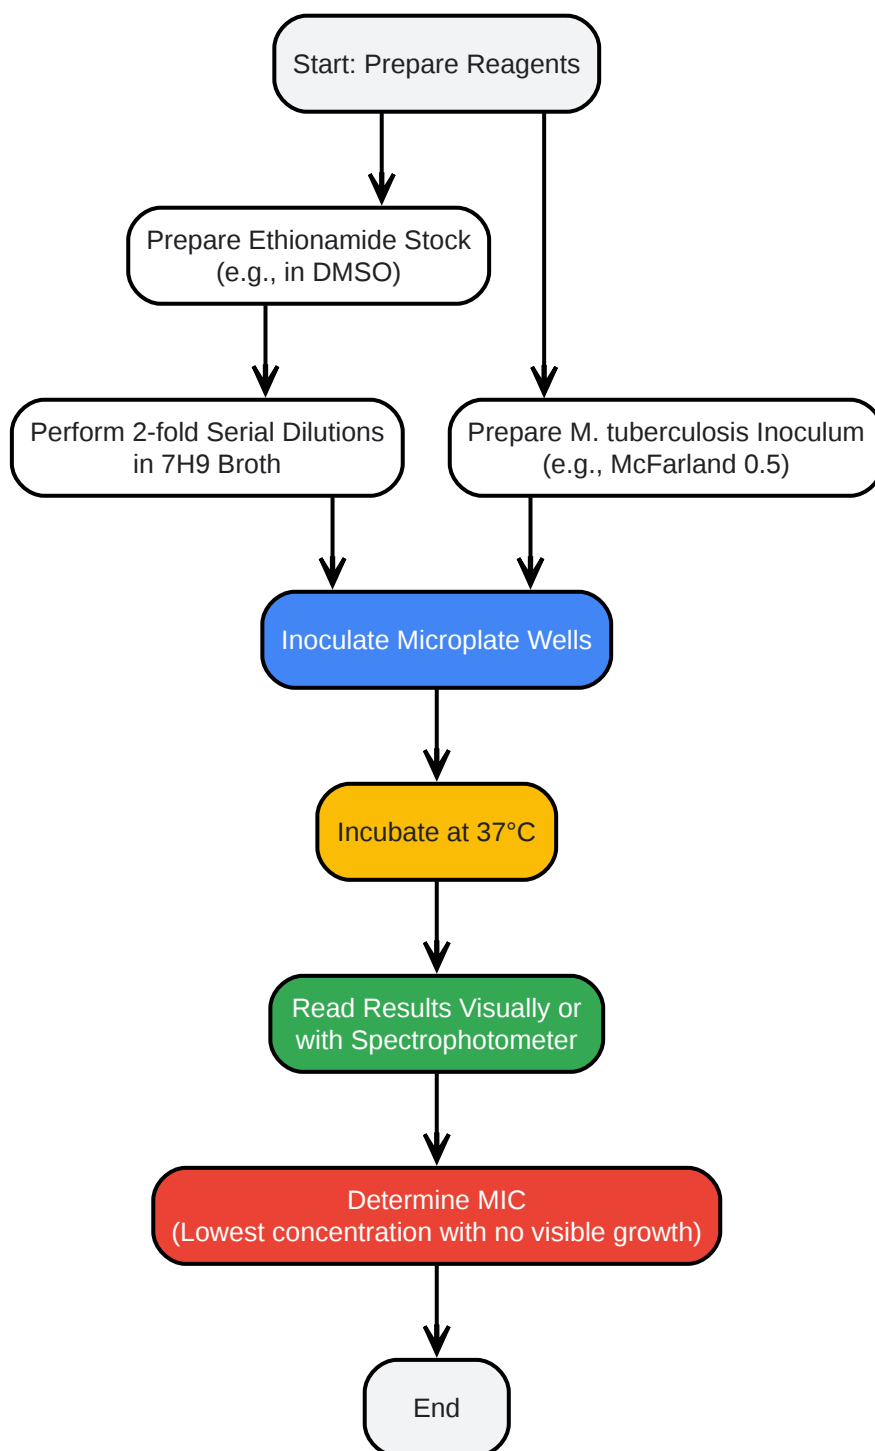 Start: Prepare Reagents
Prepare Ethionamide Stock
(e.g., in DMSO)
Perform 2-fold Serial Dilutions
in 7H9 Broth
Prepare M. tuberculosis Inoculum
(e.g., McFarland 0.5)
Inoculate Microplate Wells
Incubate at 37°C
Read Results Visually or
with Spectrophotometer
Determine MIC
(Lowest concentration with no visible growth)
End